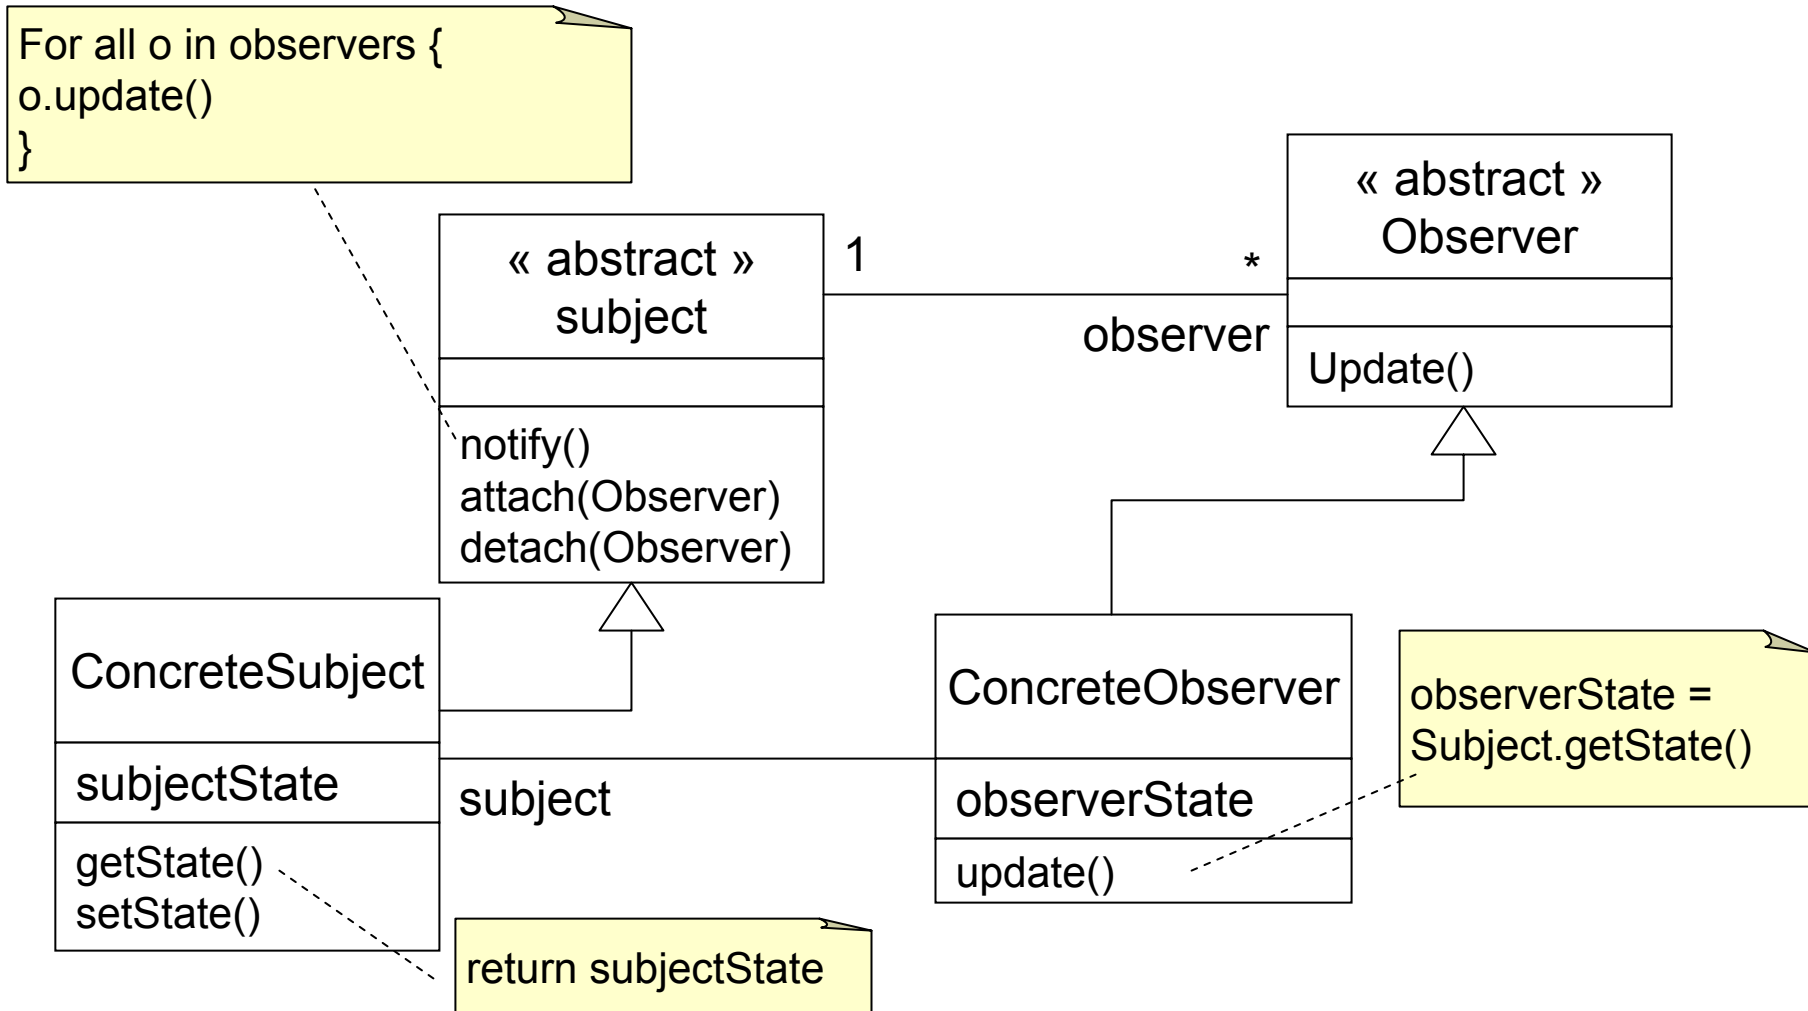 For all o in observers {
o.update()
}
« abstract »
subject
notify()
attach(Observer)
detach(Observer)
1
*
observer
« abstract »
Observer
Update()
ConcreteSubject
subjectState
getState()
setState()
subject
ConcreteObserver
observerState
update()
observerState =
Subject.getState()
return subjectState